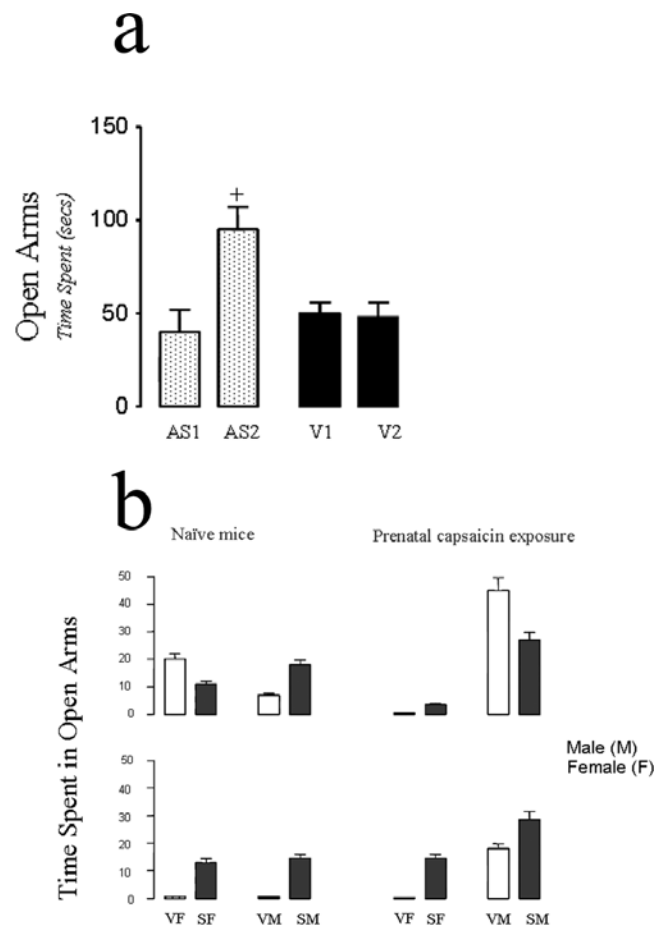 a
150
100
50
0
Open Arms
Time Spent (secs)
+
AS1 AS2 V1 V2
b
Naïve mice Prenatal capsaicin exposure
Time Spent in Open Arms
50
40
30
20
10
0
Male (M)
Female (F)
50
40
30
20
10
0
VF SF VM SM VF SF VM SM